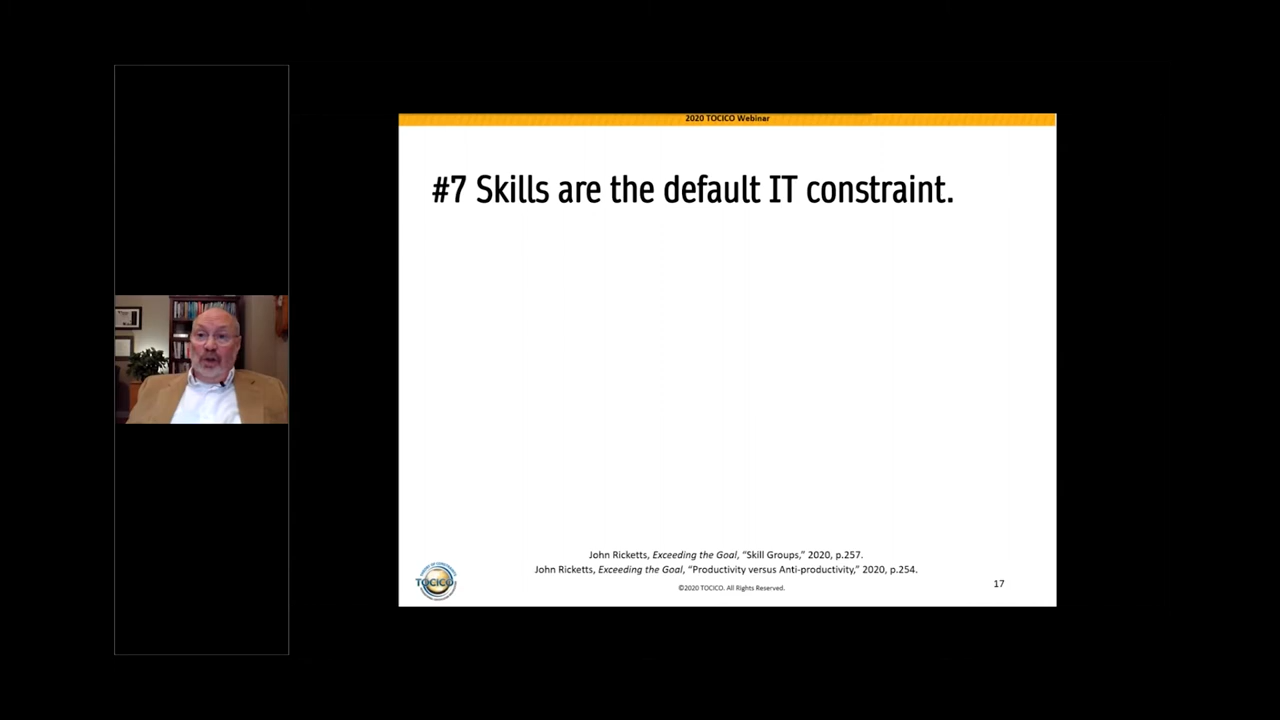 2020 TOCICO Webinar
#7 Skills are the default IT constraint.
John Ricketts, Exceeding the Goal, “Skill Groups,” 2020, p.257.
John Ricketts, Exceeding the Goal, “Productivity versus Anti-productivity,” 2020, p.254.
TOCICO
©2020 TOCICO. All Rights Reserved.
17